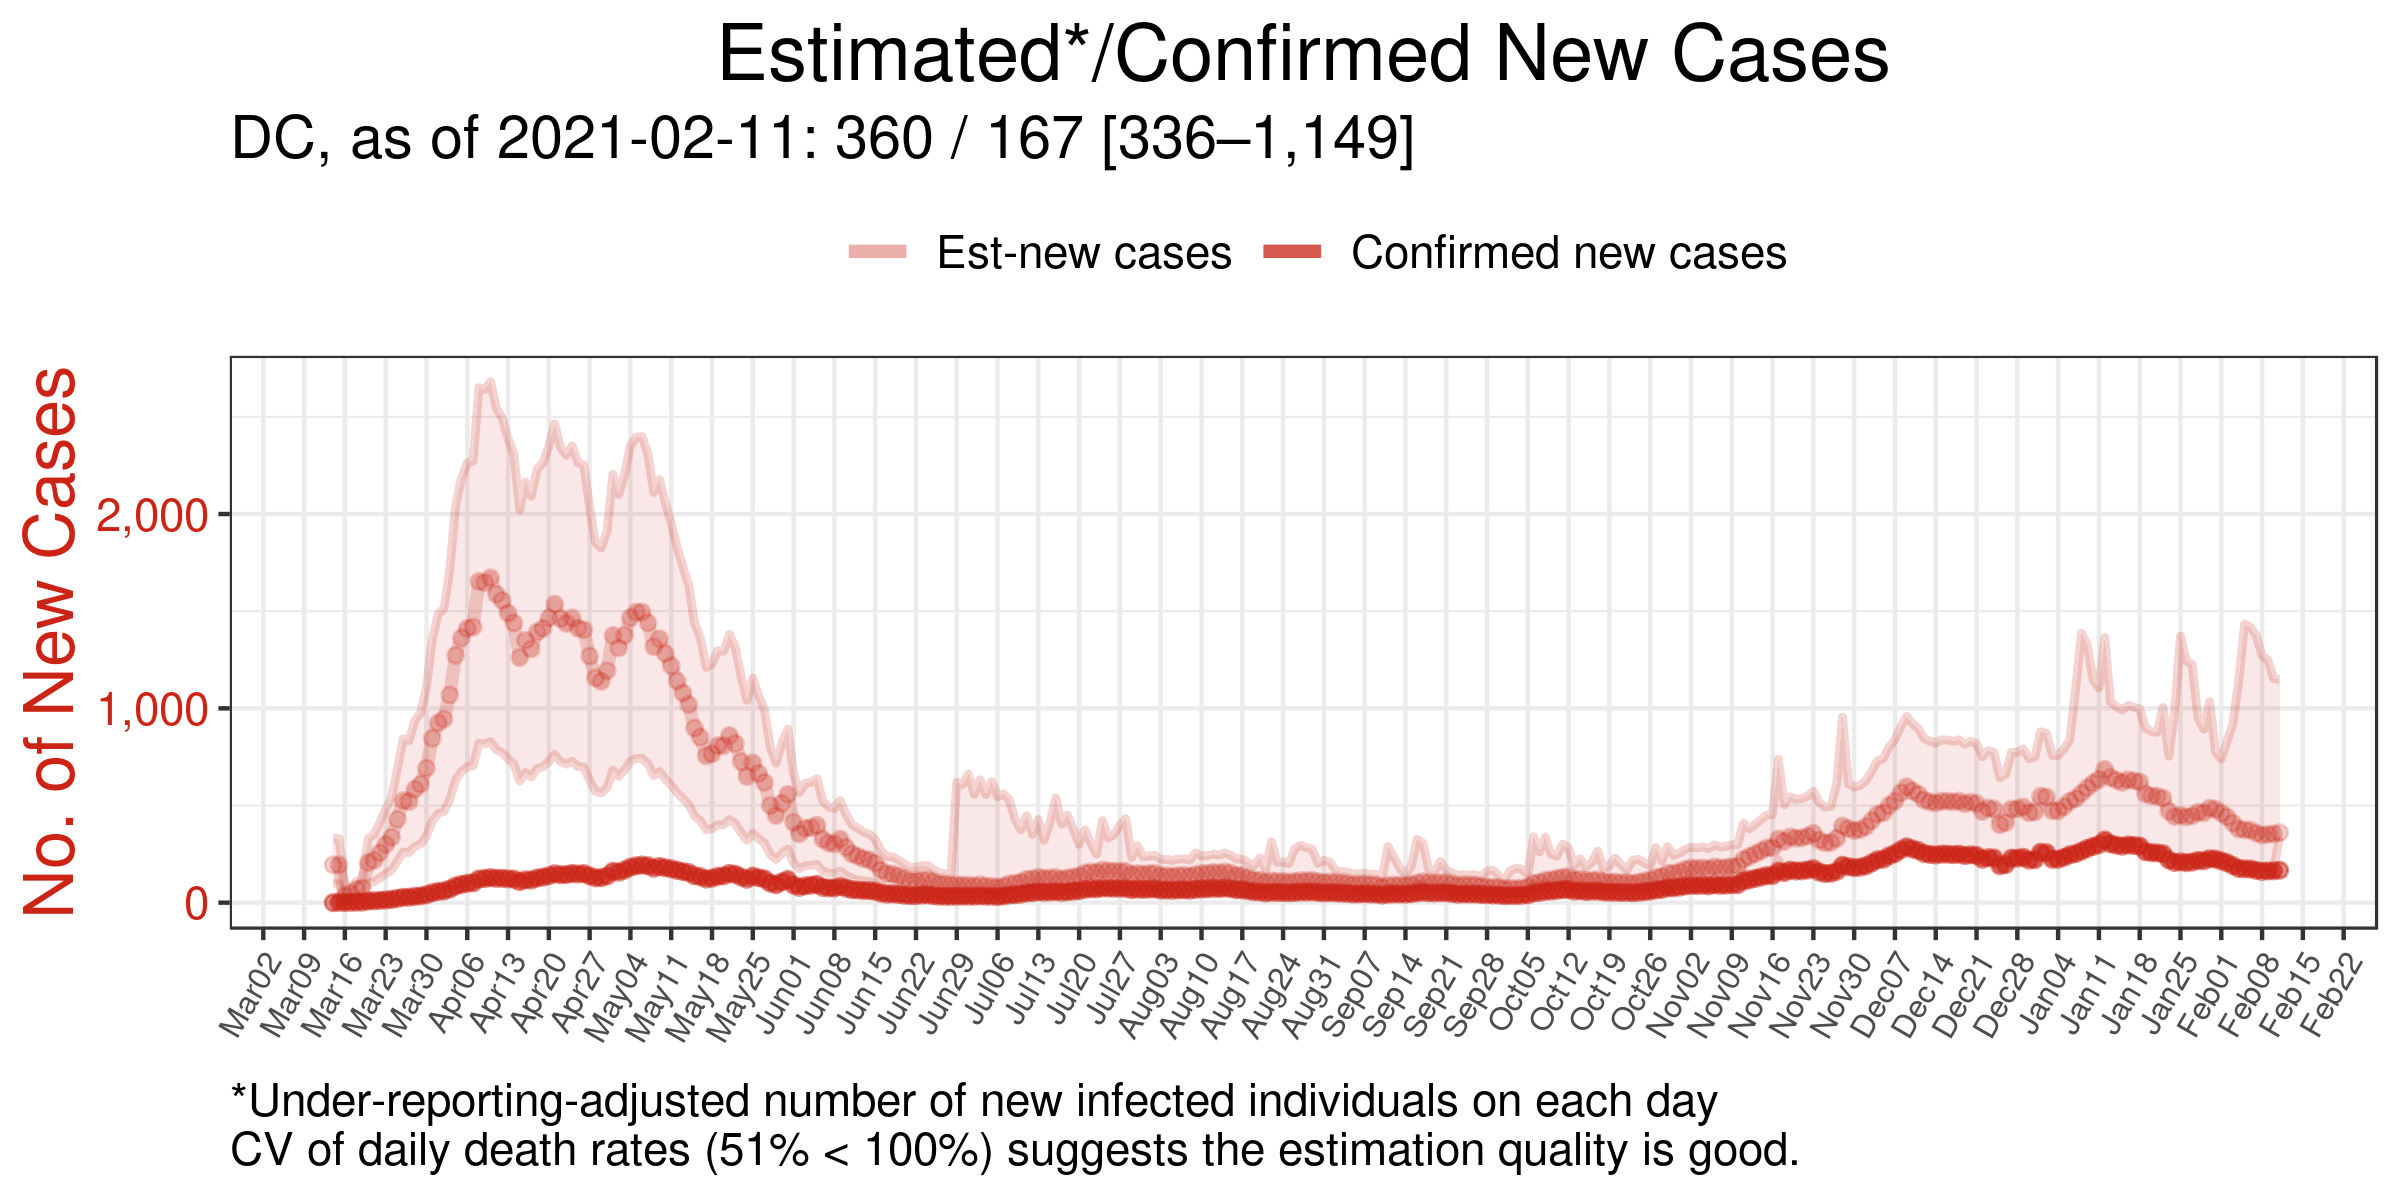 Estimated*/Confirmed New Cases
DC, as of 2021-02-11: 360 / 167 [336–1,149]
Est-new cases Confirmed new cases
No. of New Cases
2,000
1,000
0
Mar02 Mar09 Mar16 Mar23 Mar30 Apr06 Apr13 Apr20 Apr27 May04 May11 May18 May25 Jun01 Jun08 Jun15 Jun22 Jun29 Jul06 Jul13 Jul20 Jul27 Aug03 Aug10 Aug17 Aug24 Aug31 Sep07 Sep14 Sep21 Sep28 Oct05 Oct12 Oct19 Oct26 Nov02 Nov09 Nov16 Nov23 Nov30 Dec07 Dec14 Dec21 Dec28 Jan04 Jan11 Jan18 Jan25 Feb01 Feb08 Feb15 Feb22
*Under-reporting-adjusted number of new infected individuals on each day
CV of daily death rates (51% < 100%) suggests the estimation quality is good.